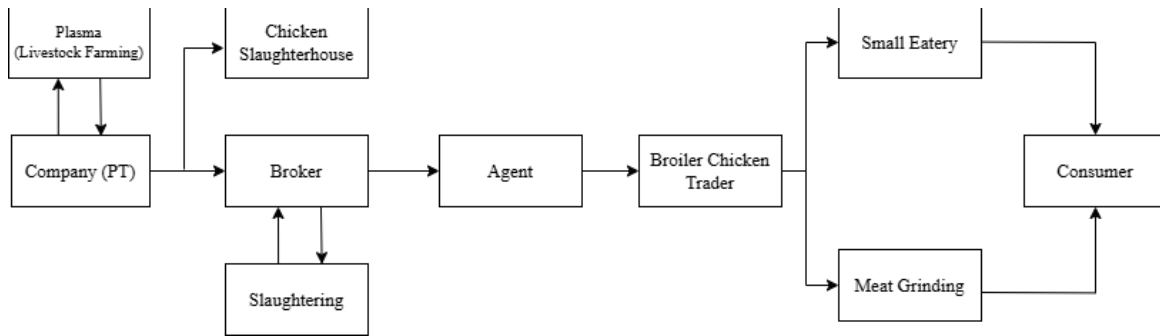 Plasma
(Livestock Farming)
Chicken
Slaughterhouse
Small Eatery
Company (PT)
Broker
Agent
Broiler Chicken
Trader
Consumer
Slaughtering
Meat Grinding